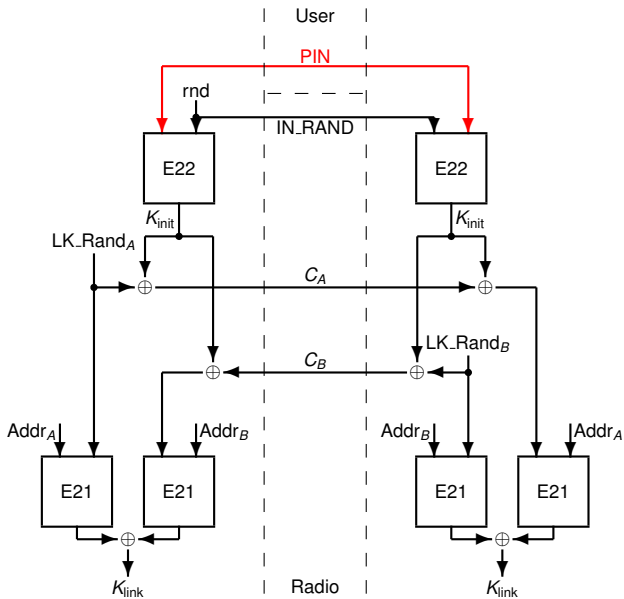 User
PIN
rnd
IN_RAND
E22 E22
K_init K_init
LK_Rand_A
⊕ C_A ⊕
LK_Rand_B
⊕ C_B ⊕
Addr_A Addr_B Addr_B Addr_A
E21 E21 E21 E21
⊕ ⊕
K_link Radio K_link